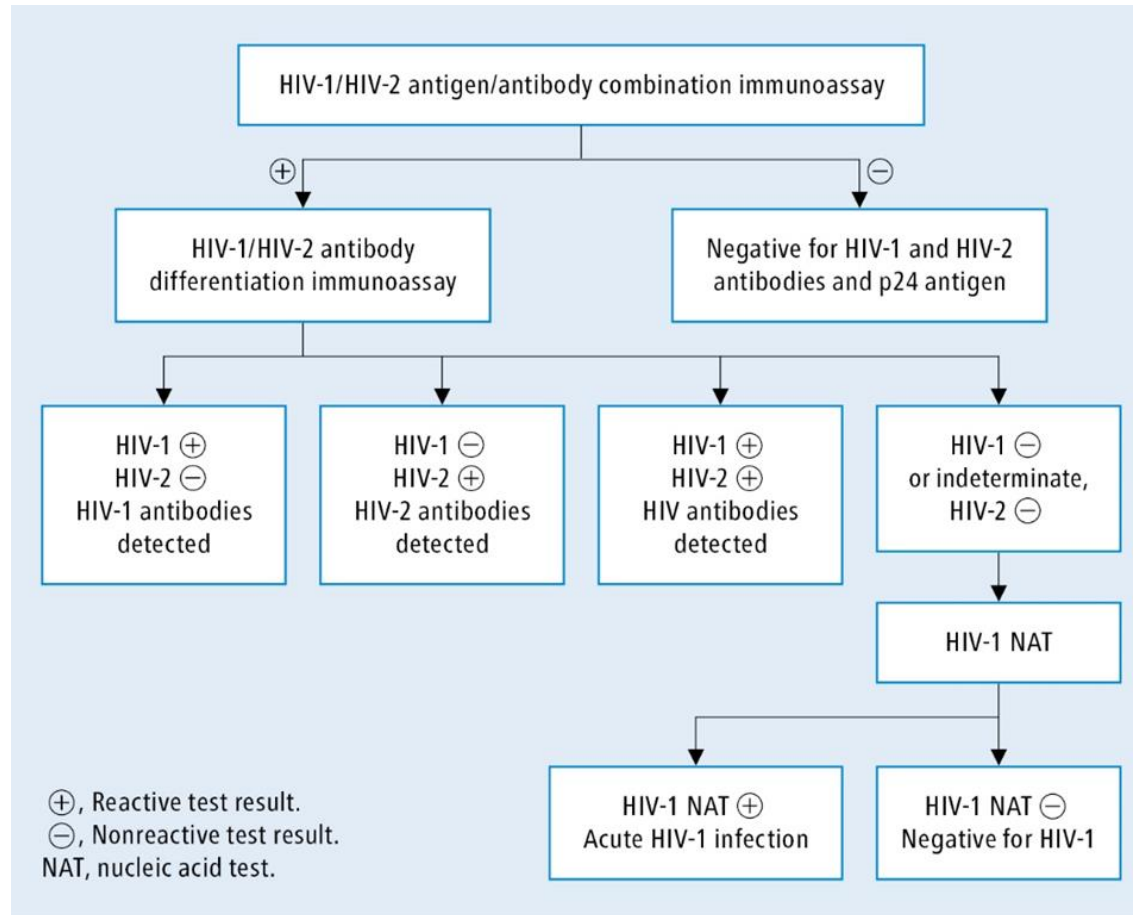 HIV-1/HIV-2 antigen/antibody combination immunoassay
⊕
⊖
HIV-1/HIV-2 antibody
differentiation immunoassay
Negative for HIV-1 and HIV-2
antibodies and p24 antigen
HIV-1 ⊕
HIV-2 ⊖
HIV-1 antibodies
detected
HIV-1 ⊖
HIV-2 ⊕
HIV-2 antibodies
detected
HIV-1 ⊕
HIV-2 ⊕
HIV antibodies
detected
HIV-1 ⊖
or indeterminate,
HIV-2 ⊖
HIV-1 NAT
HIV-1 NAT ⊕
Acute HIV-1 infection
HIV-1 NAT ⊖
Negative for HIV-1
⊕, Reactive test result.
⊖, Nonreactive test result.
NAT, nucleic acid test.